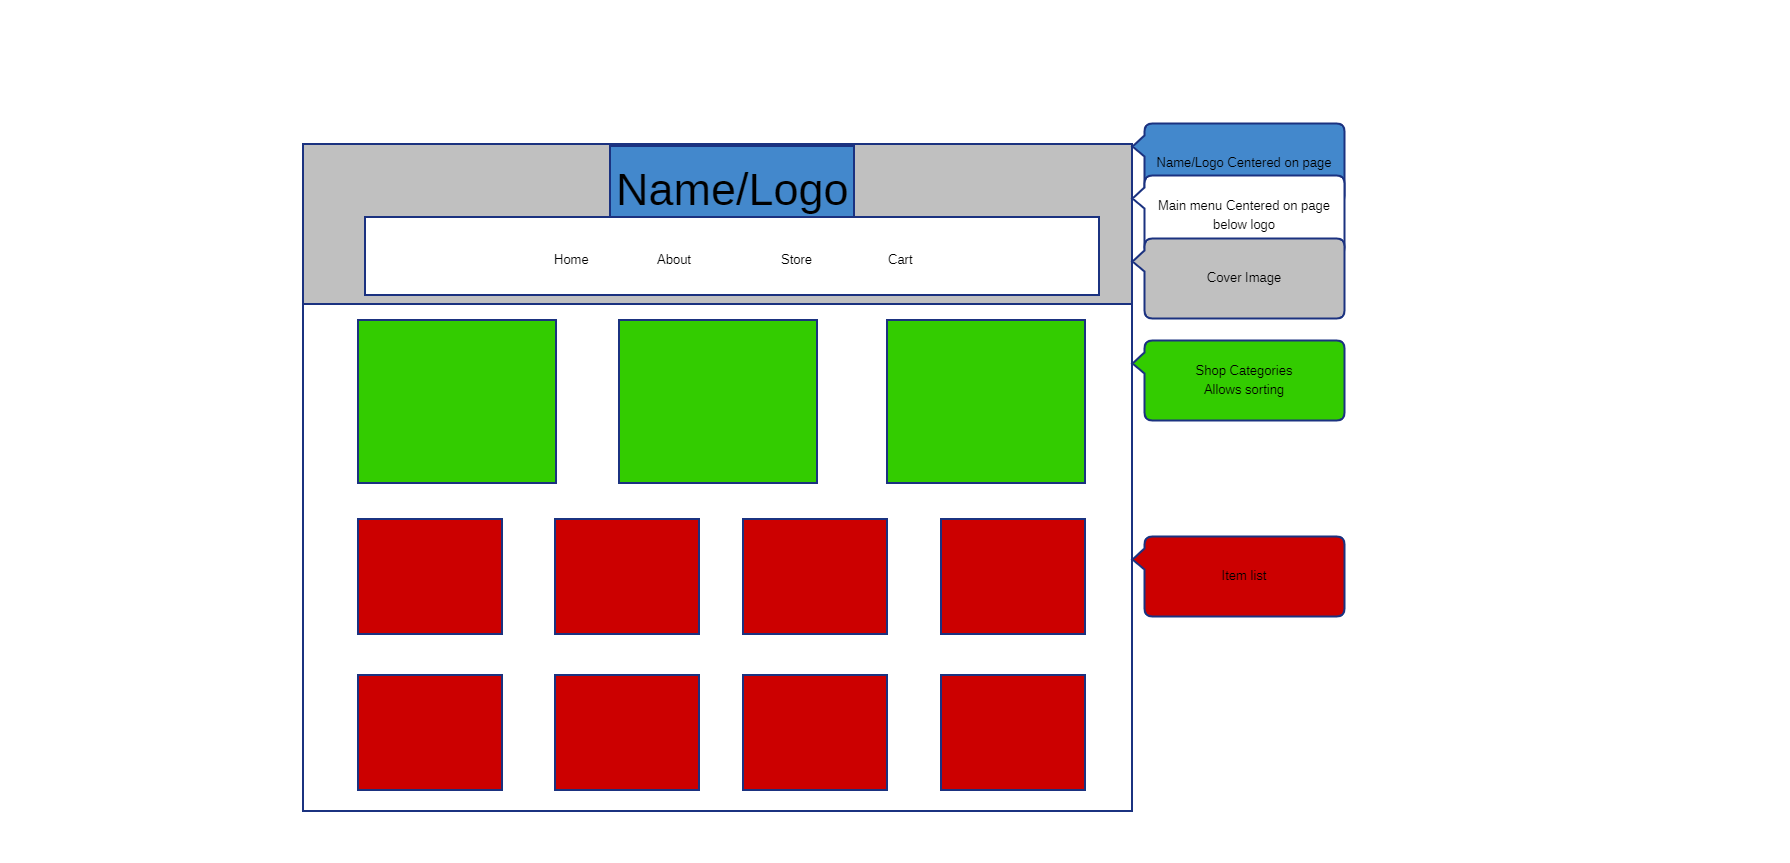 Name/Logo
Home About Store Cart
Name/Logo Centered on page
Main menu Centered on page
below logo
Cover Image
Shop Categories
Allows sorting
Item list